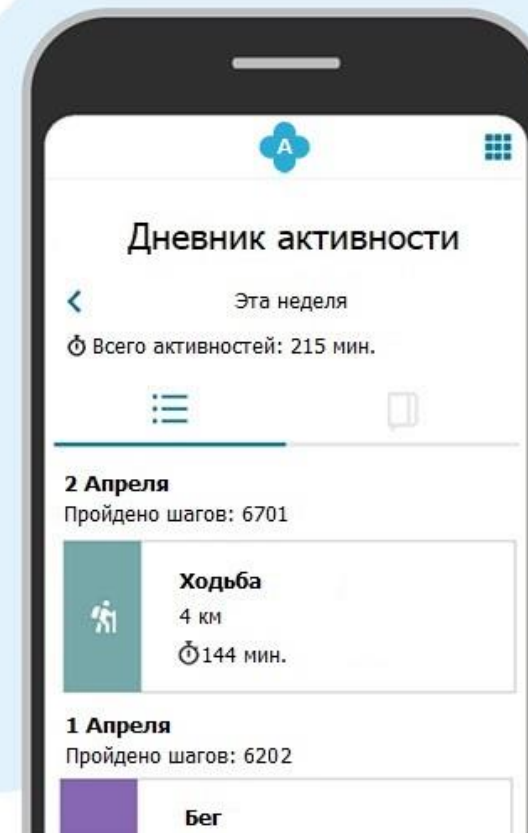 A
Дневник активности
Эта неделя
Всего активностей: 215 мин.
2 Апреля
Пройдено шагов: 6701
Ходьба
4 км
144 мин.
1 Апреля
Пройдено шагов: 6202
Бег